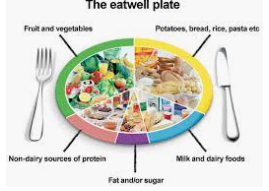 The eatwell plate
Fruit and vegetables
Potatoes, bread, rice, pasta etc
Non-dairy sources of protein
Milk and dairy foods
Fat and/or sugar